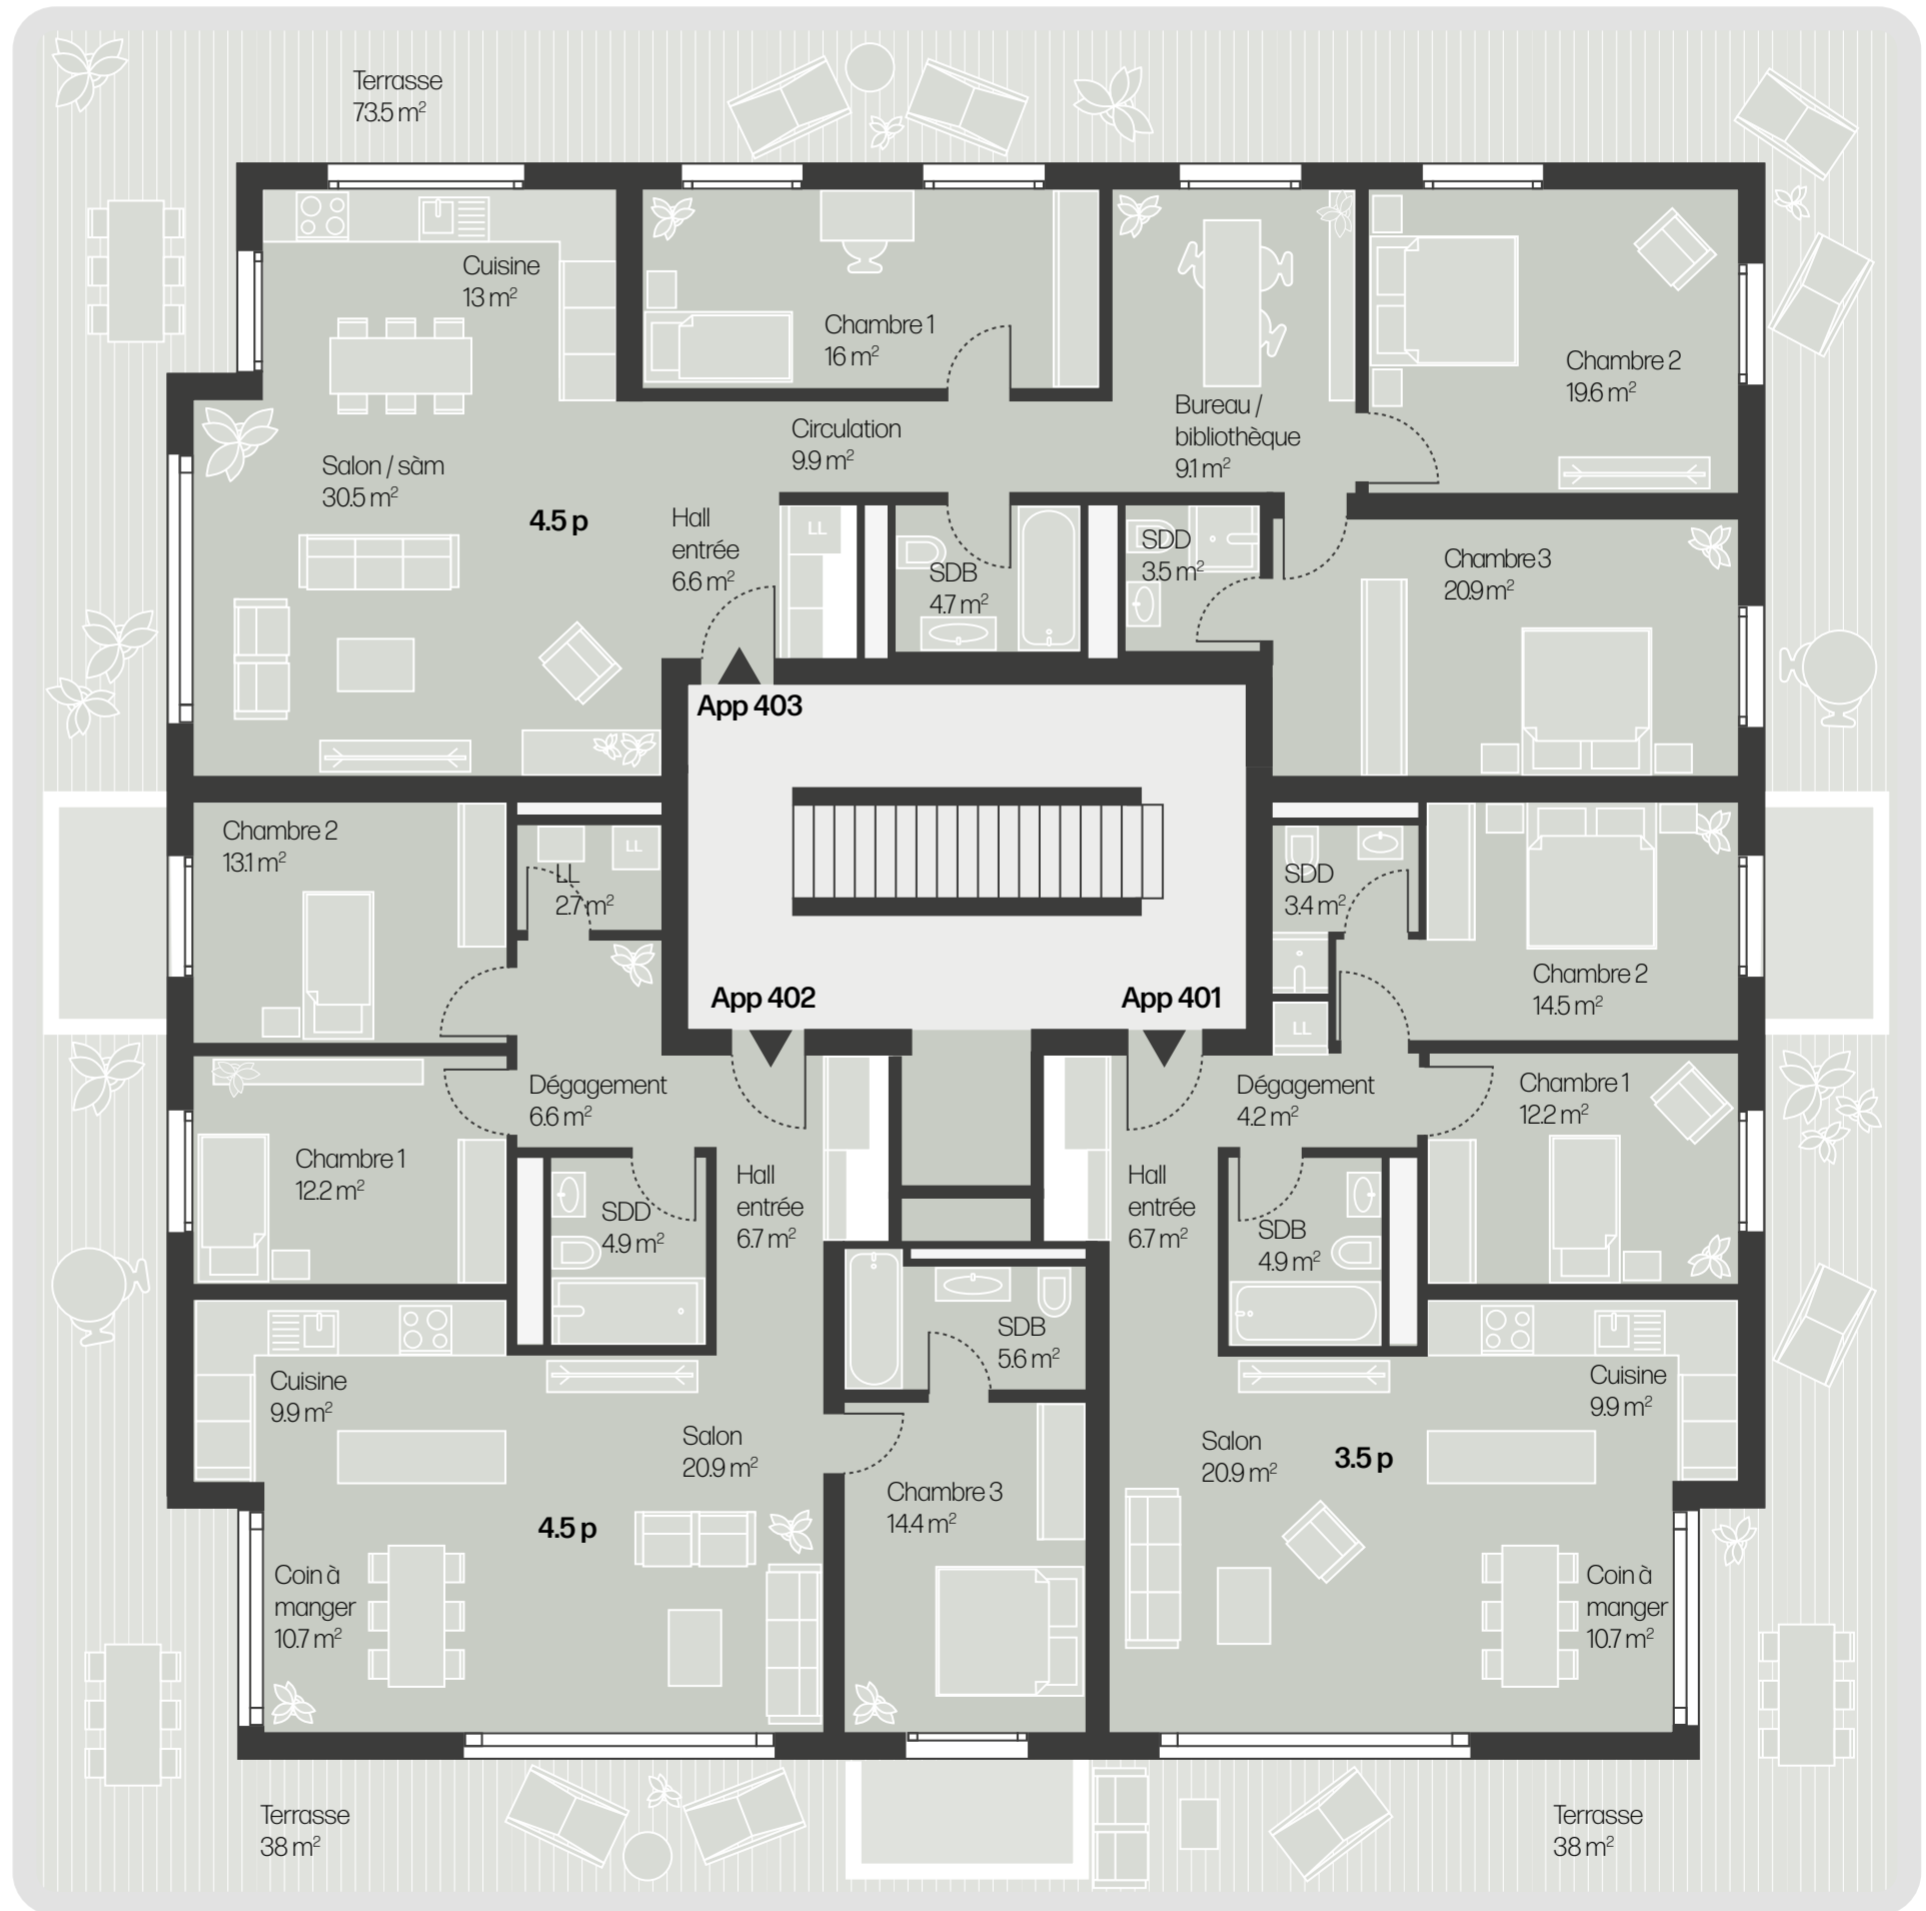 Terrasse
73.5 m²
Cuisine
13 m²
Chambre 1
16 m²
Chambre 2
19.6 m²
Bureau /
bibliothèque
9.1 m²
Circulation
9.9 m²
Salon / sàm
30.5 m²
4.5 p
Hall
entrée
6.6 m²
LL
SDB
4.7 m²
SDD
3.5 m²
Chambre 3
20.9 m²
App 403
Chambre 2
13.1 m²
LL
LL
2.7 m²
SDD
3.4 m²
Chambre 2
14.5 m²
App 402
App 401
LL
Dégagement
6.6 m²
Dégagement
4.2 m²
Chambre 1
12.2 m²
Chambre 1
12.2 m²
SDD
4.9 m²
Hall
entrée
6.7 m²
Hall
entrée
6.7 m²
SDB
4.9 m²
SDB
5.6 m²
Cuisine
9.9 m²
Salon
20.9 m²
Chambre 3
14.4 m²
Salon
20.9 m²
3.5 p
Cuisine
9.9 m²
4.5 p
Coin à
manger
10.7 m²
Coin à
manger
10.7 m²
Terrasse
38 m²
Terrasse
38 m²